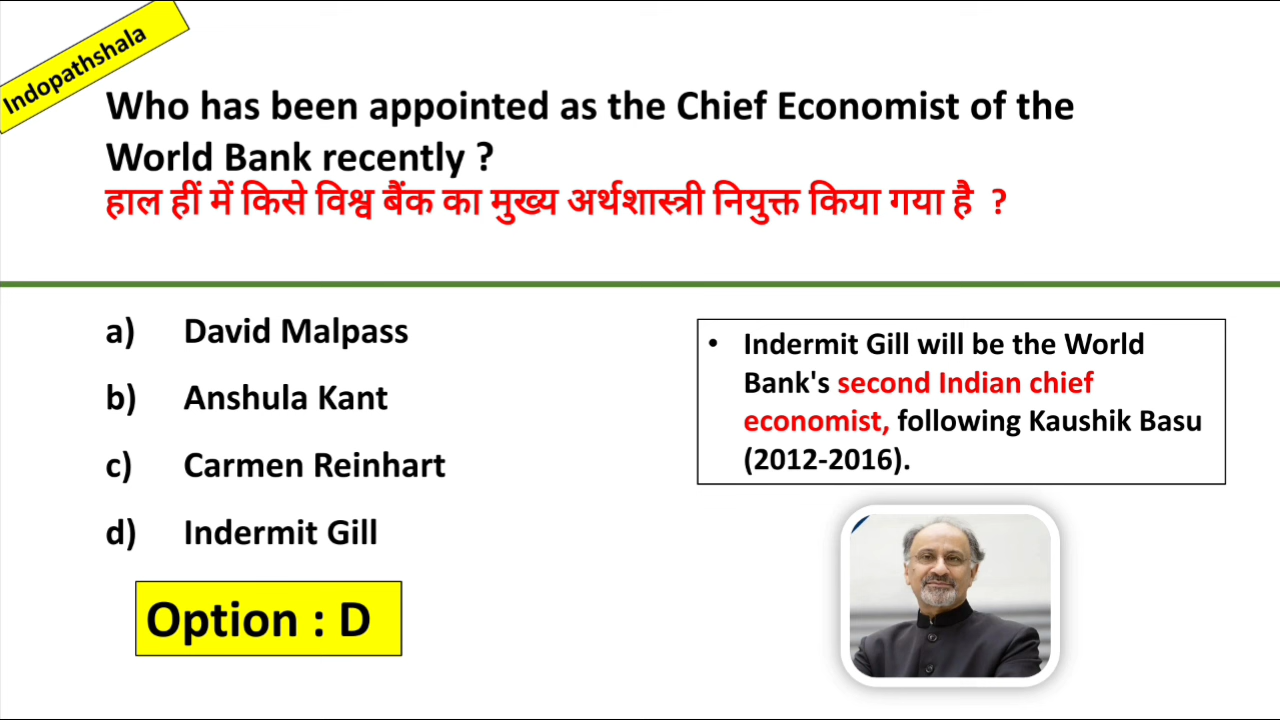 Indopathshala
Who has been appointed as the Chief Economist of the
World Bank recently ?
हाल हीं में किसे विश्व बैंक का मुख्य अर्थशास्त्री नियुक्त किया गया है ?
a) David Malpass
b) Anshula Kant
c) Carmen Reinhart
d) Indermit Gill
Option : D
• Indermit Gill will be the World
Bank's second Indian chief
economist, following Kaushik Basu
(2012-2016).